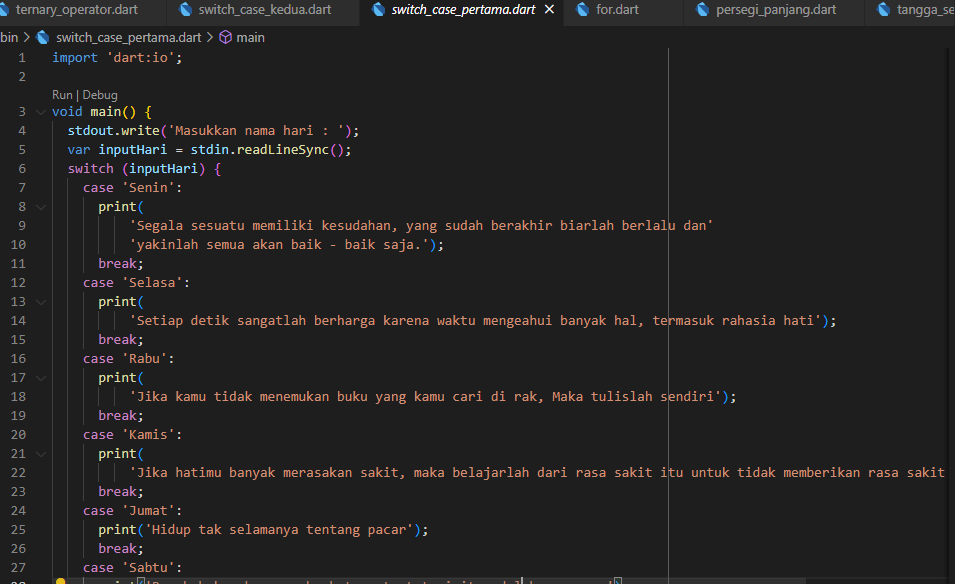 ternary_operator.dart switch_case_kedua.dart switch_case_pertama.dart for.dart persegi_panjang.dart
bin > switch_case_pertama.dart > main
1 import 'dart:io';
2
Run | Debug
3 void main() {
4 stdout.write('Masukkan nama hari : ');
5 var inputHari = stdin.readLineSync();
6 switch (inputHari) {
7 case 'Senin':
8 print(
9 'Segala sesuatu memiliki kesudahan, yang sudah berakhir biarlah berlalu dan'
10 'yakinlah semua akan baik - baik saja.');
11 break;
12 case 'Selasa':
13 print(
14 'Setiap detik sangatlah berharga karena waktu mengeahui banyak hal, termasuk rahasia hati');
15 break;
16 case 'Rabu':
17 print(
18 'Jika kamu tidak menemukan buku yang kamu cari di rak, Maka tulislah sendiri');
19 break;
20 case 'Kamis':
21 print(
22 'Jika hatimu banyak merasakan sakit, maka belajarlah dari rasa sakit itu untuk tidak memberikan rasa sakit
23 break;
24 case 'Jumat':
25 print('Hidup tak selamanya tentang pacar');
26 break;
27 case 'Sabtu':